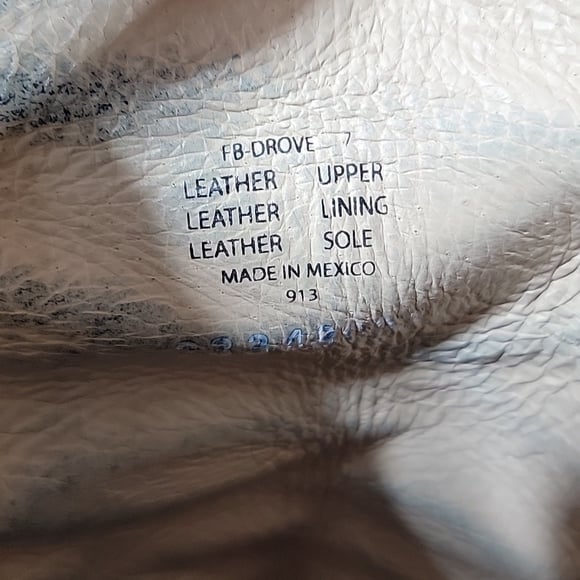 FB-DROVE 7
LEATHER UPPER
LEATHER LINING
LEATHER SOLE
MADE IN MEXICO
913